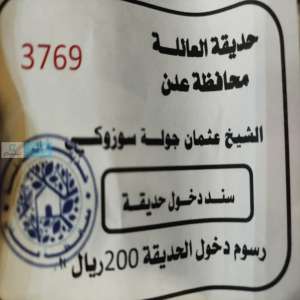 حديقة العائلة
3769
محافظة عدن
الشيخ عثمان جولة سوزوكي
سند دخول حديقة
رسوم دخول الحديقة 200 ريال